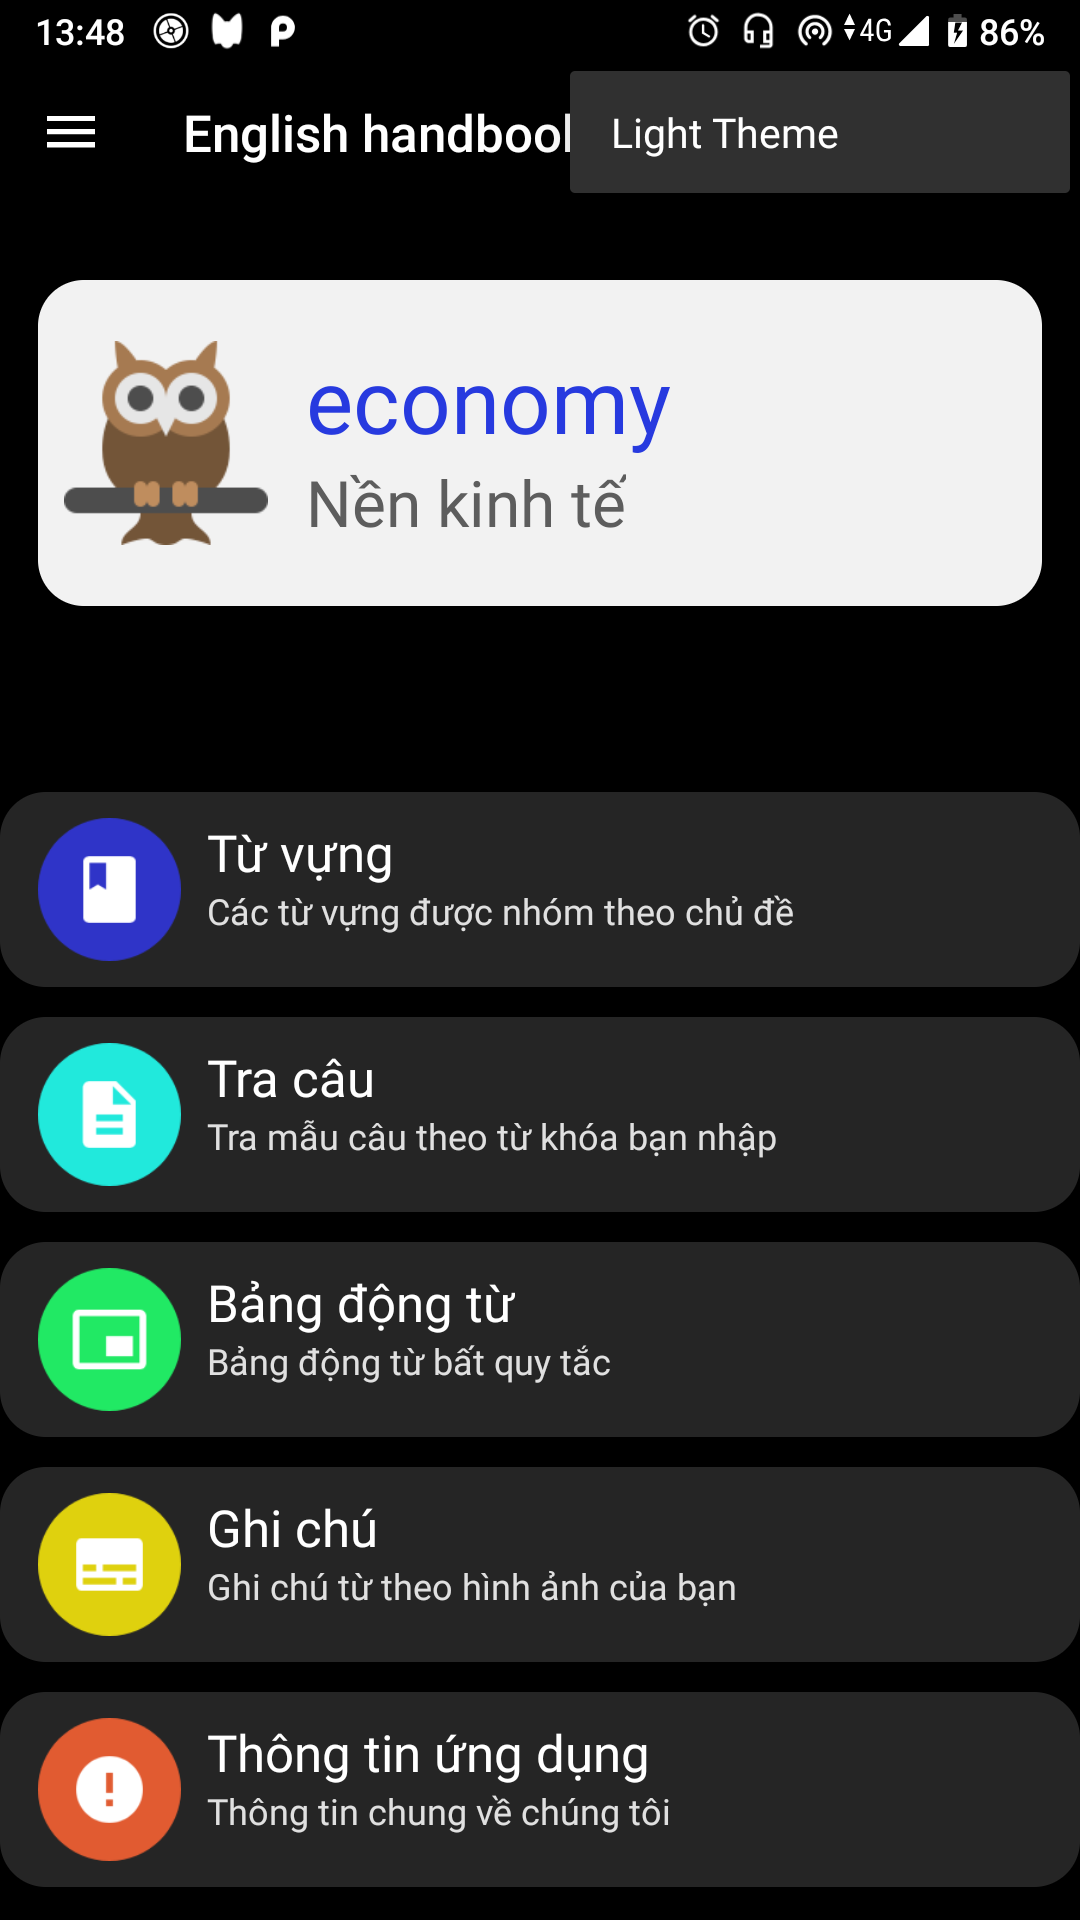 13:48
4G
86%
English handbook
Light Theme
economy
Nền kinh tế
Từ vựng
Các từ vựng được nhóm theo chủ đề
Tra câu
Tra mẫu câu theo từ khóa bạn nhập
Bảng động từ
Bảng động từ bất quy tắc
Ghi chú
Ghi chú từ theo hình ảnh của bạn
Thông tin ứng dụng
Thông tin chung về chúng tôi